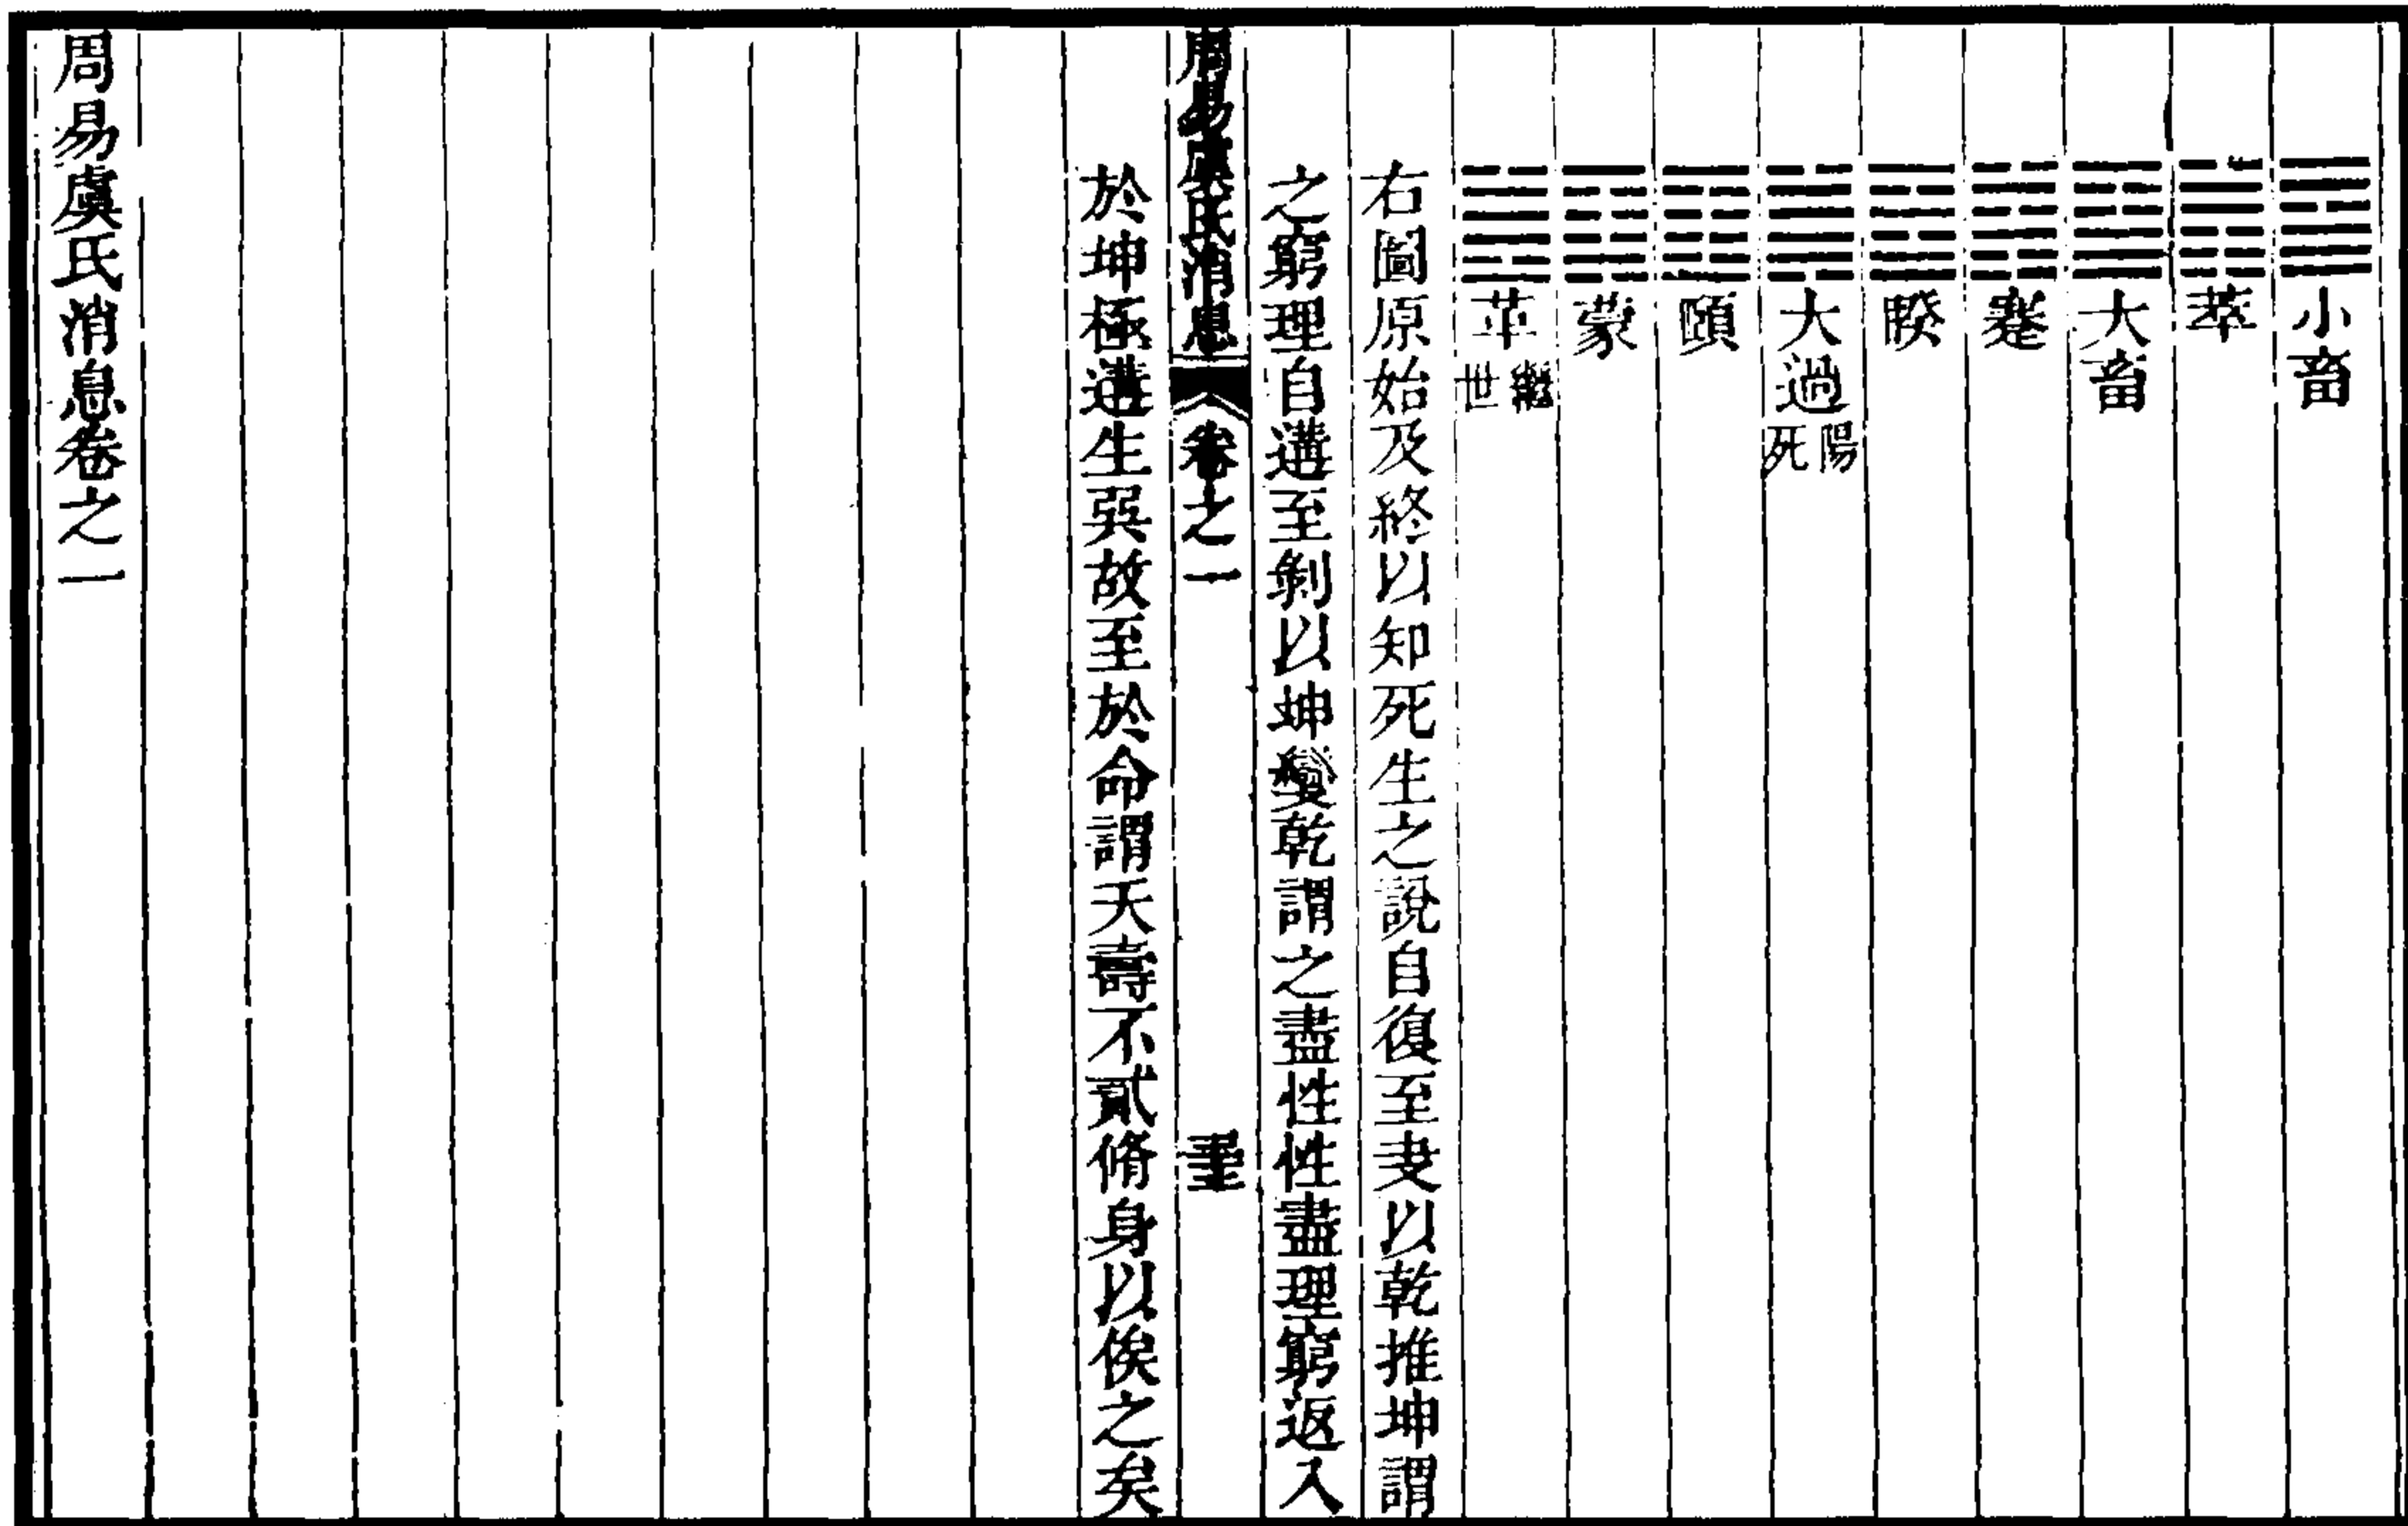 ䷈小畜
䷬萃
䷙大畜
䷦蹇
䷥睽
䷛大過陽死
䷚頤
䷃蒙
䷰革繼世
右圖原始及終以知死生之說自復至夬以乾推坤謂
之窮理自遘至剝以坤變乾謂之盡性性盡理窮返入
周易虞氏消息 卷之一
於坤極遘生巽故至於命謂夭壽不貳脩身以俟之矣
周易虞氏消息卷之一